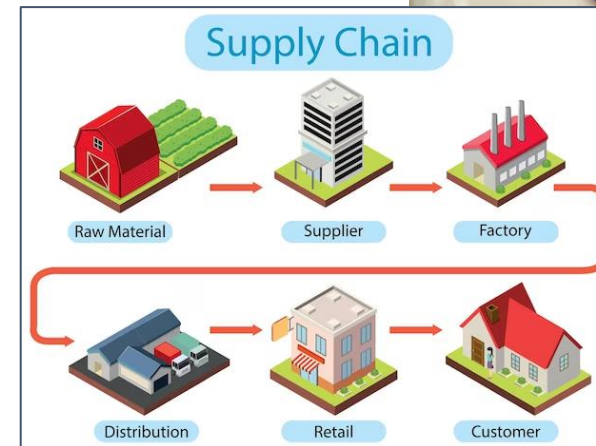 Supply Chain
Raw Material
Supplier
Factory
Distribution
Retail
Customer